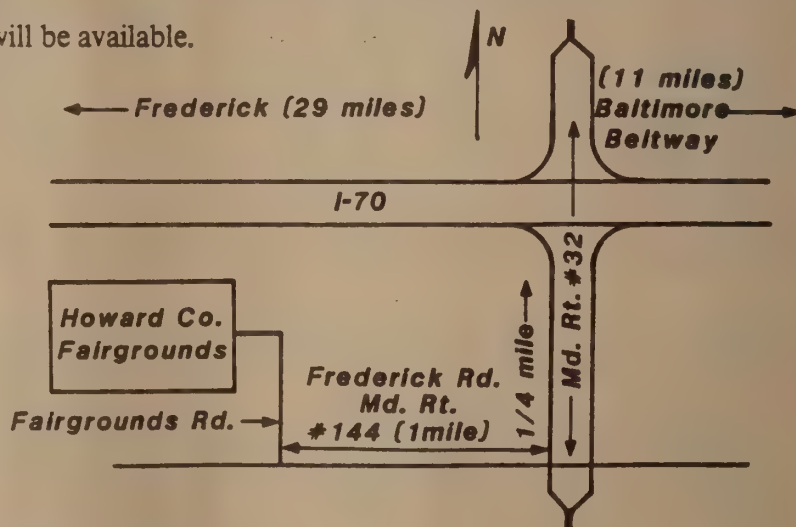 will be available.
N
Frederick (29 miles)
(11 miles)
Baltimore
Beltway
I-70
Md. Rt. #32
1/4 mile
Howard Co.
Fairgrounds
Frederick Rd.
Md. Rt.
#144 (1mile)
Fairgrounds Rd.